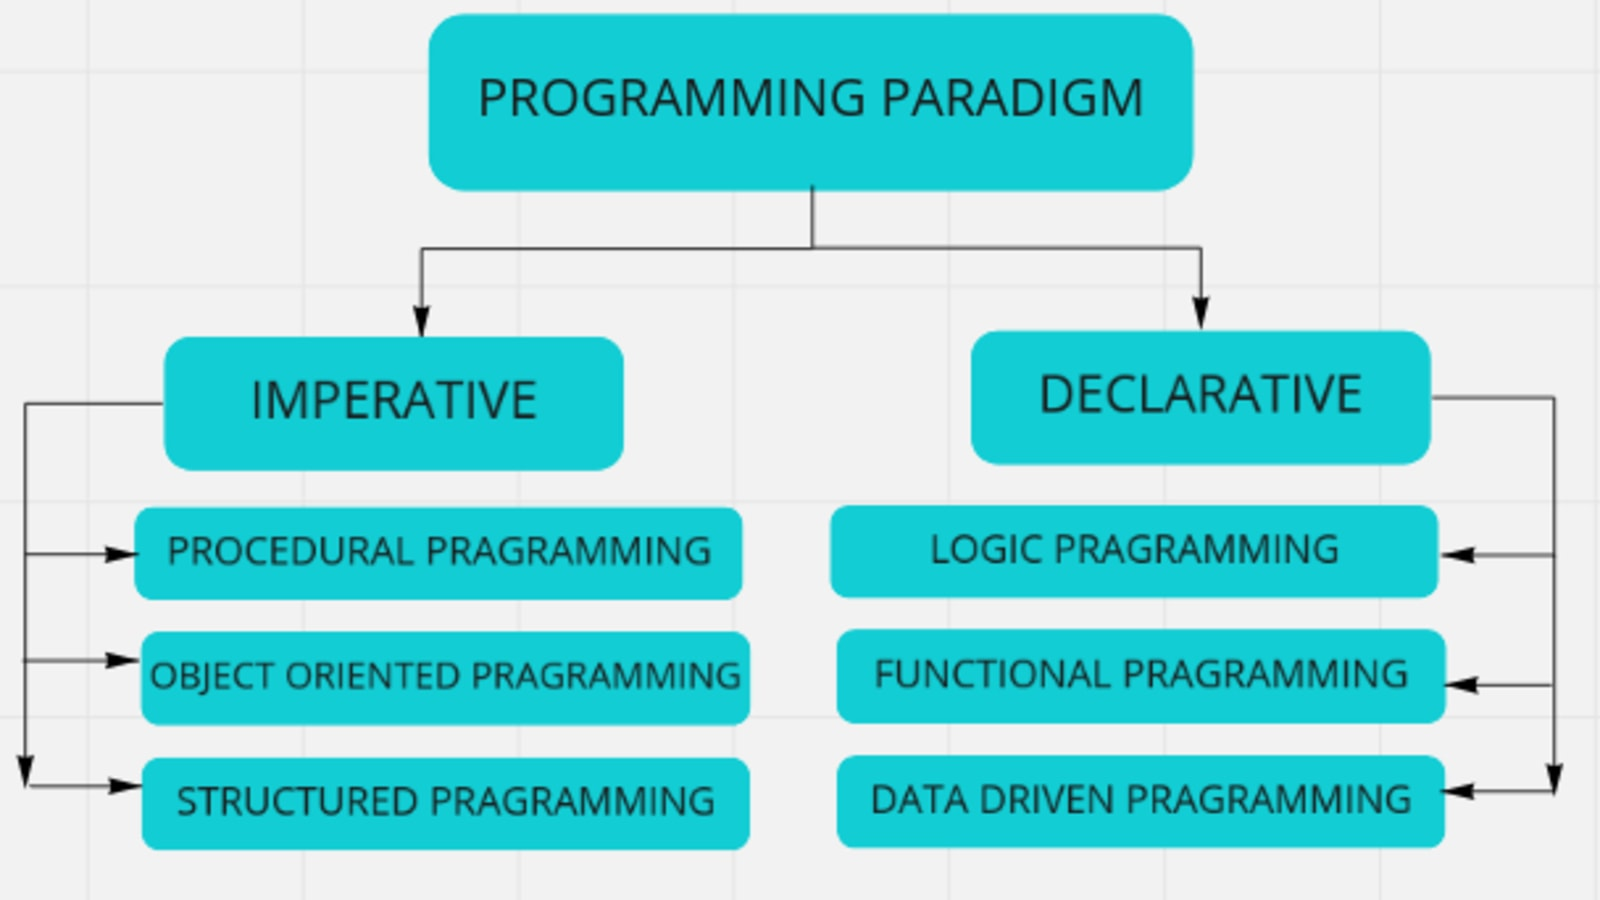 PROGRAMMING PARADIGM
IMPERATIVE
DECLARATIVE
PROCEDURAL PRAGRAMMING
OBJECT ORIENTED PRAGRAMMING
STRUCTURED PRAGRAMMING
LOGIC PRAGRAMMING
FUNCTIONAL PRAGRAMMING
DATA DRIVEN PRAGRAMMING